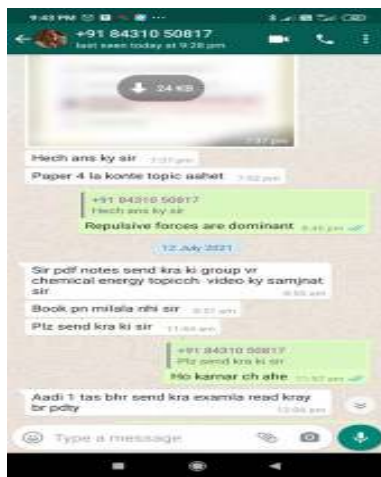 9:43 PM
+91 84310 50817
last seen today at 9:28 pm
24 KB
7:37 pm
Hech ans ky sir
Paper 4 la konte topic aahet
+91 84310 50817
Hech ans ky sir
Repulsive forces are dominant
12 July 2021
Sir pdf notes send kra ki group vr
chemical energy topicch video ky samjnat
sir
Book pn milala nhi sir
Plz send kra ki sir
+91 84310 50817
Plz send kra ki sir
Ho karnar ch ahe
Aadi 1 tas bhr send kra examla read kray
br pdty
Type a message